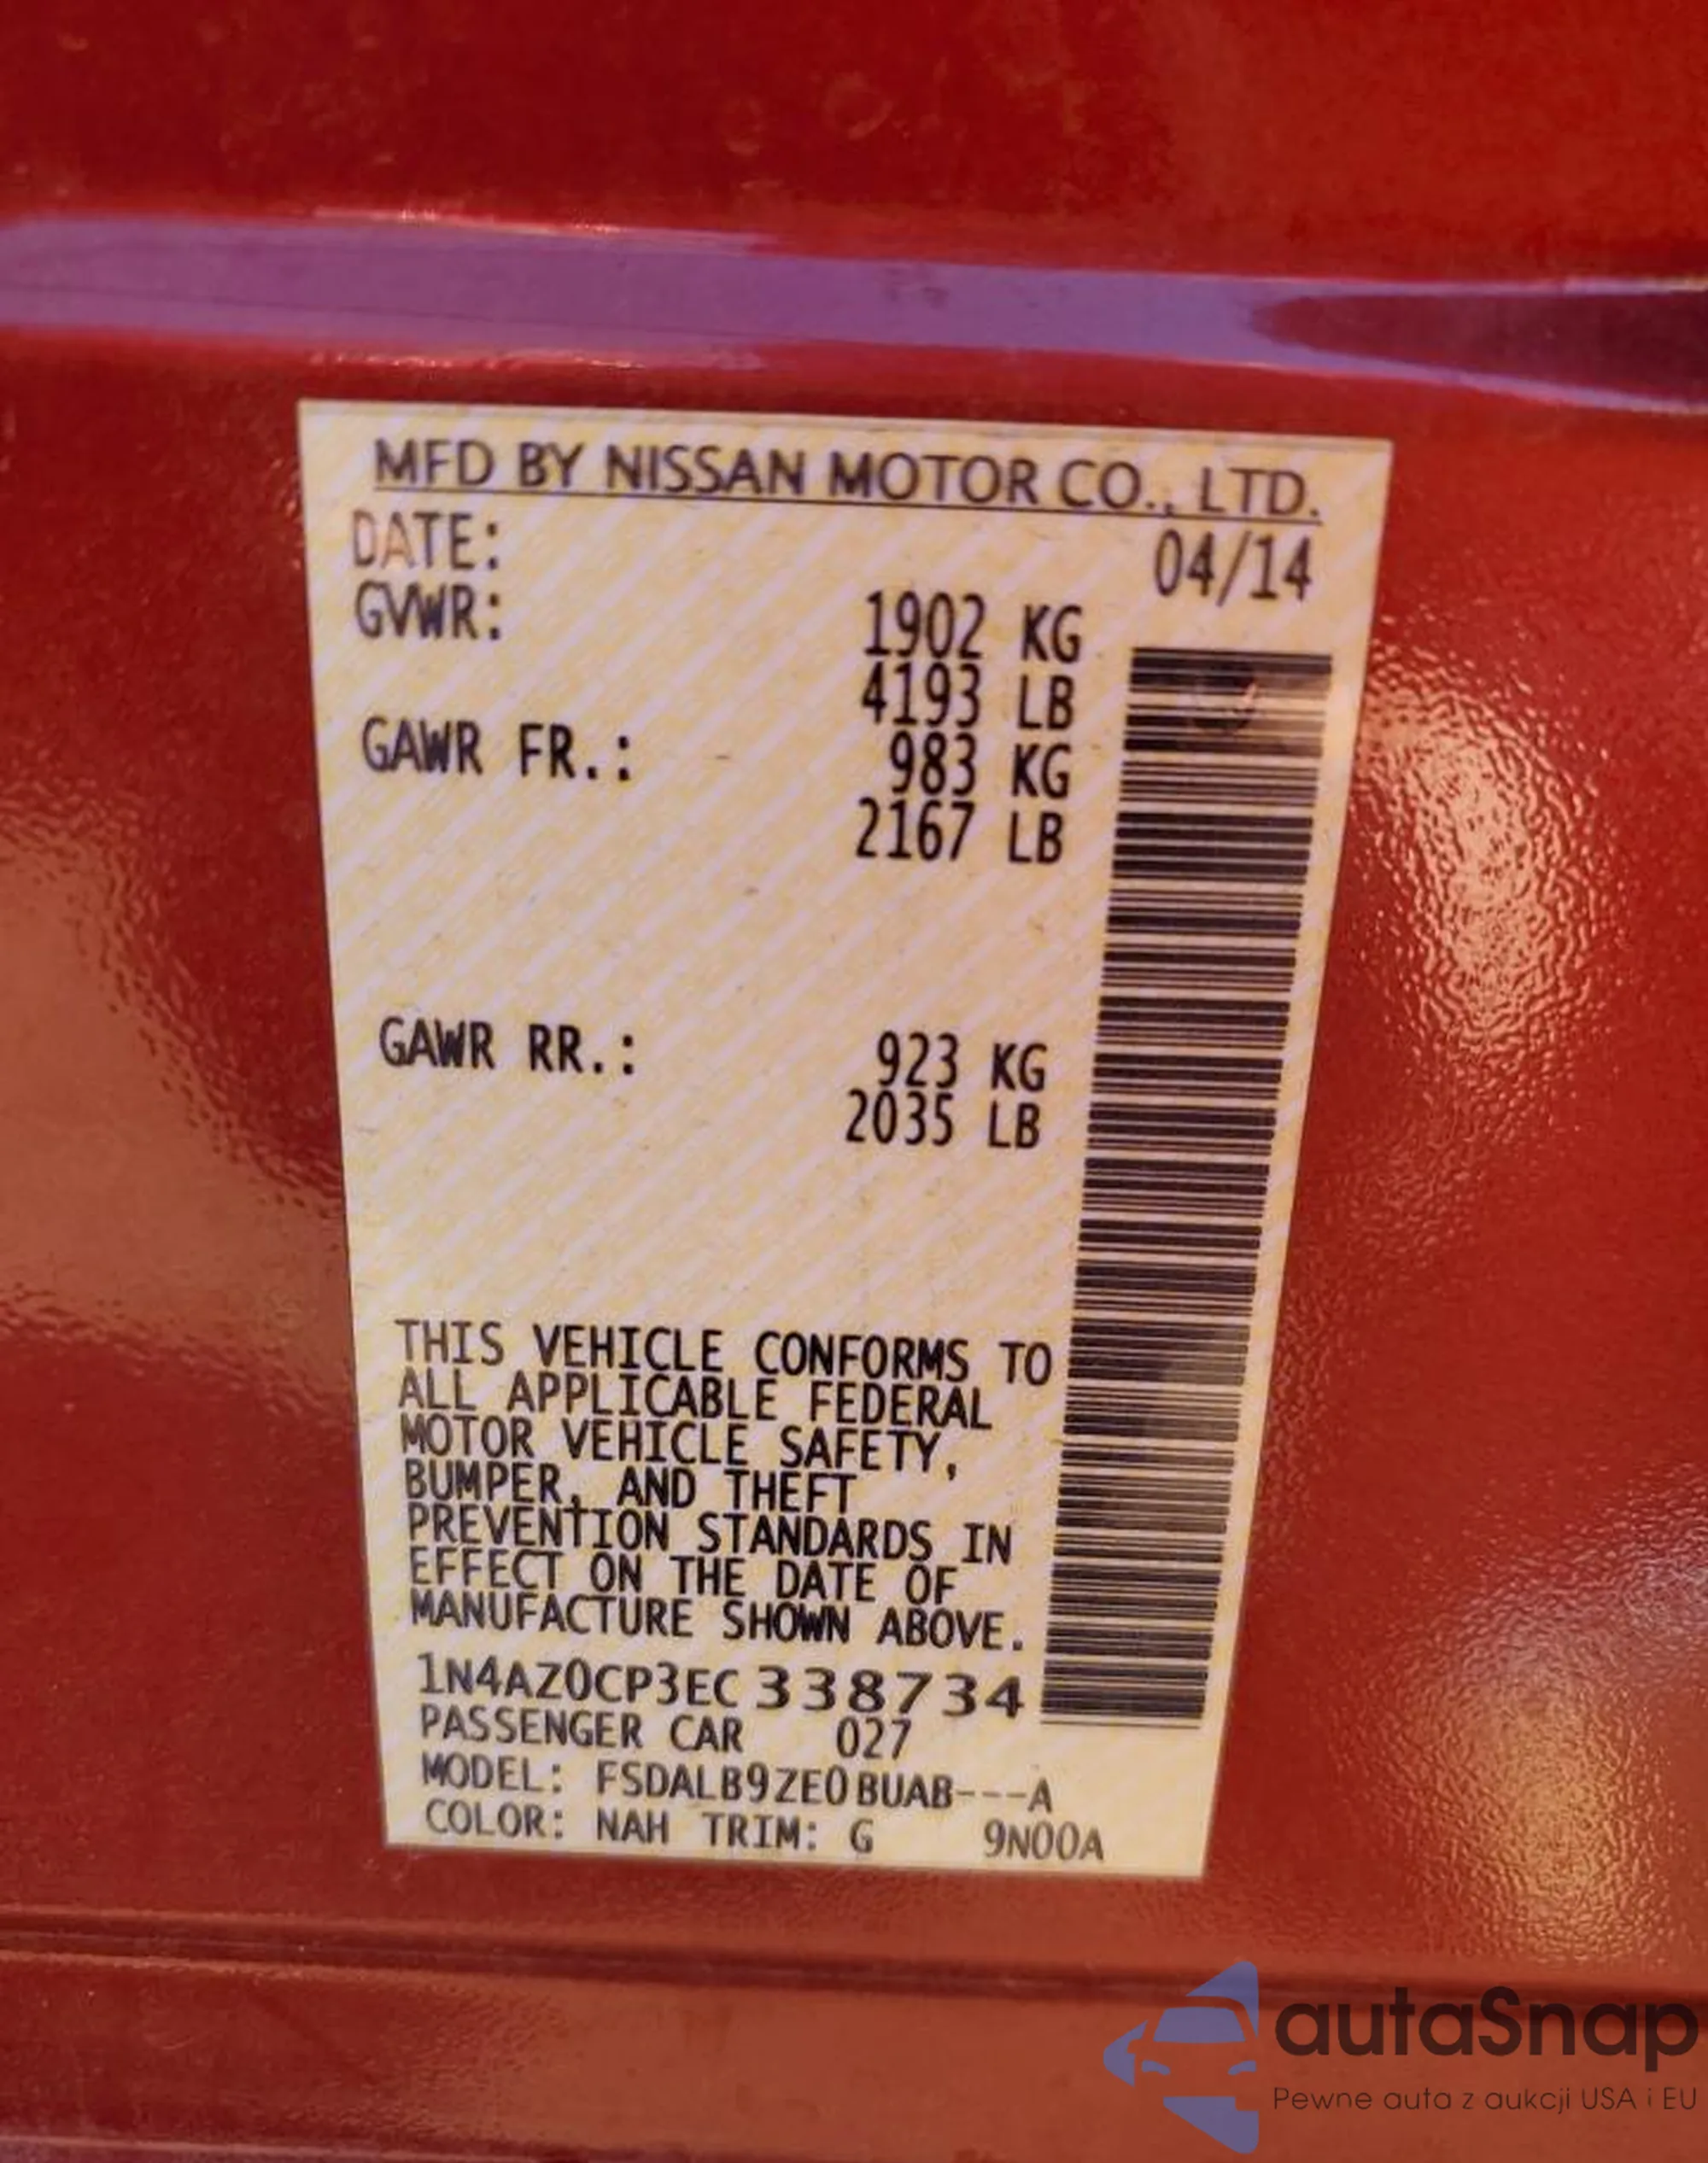 MFD BY NISSAN MOTOR CO., LTD.
DATE: 04/14
GVWR: 1902 KG
4193 LB
GAWR FR.: 983 KG
2167 LB
GAWR RR.: 923 KG
2035 LB
THIS VEHICLE CONFORMS TO
ALL APPLICABLE FEDERAL
MOTOR VEHICLE SAFETY,
BUMPER, AND THEFT
PREVENTION STANDARDS IN
EFFECT ON THE DATE OF
MANUFACTURE SHOWN ABOVE.
1N4AZ0CP3EC338734
PASSENGER CAR 027
MODEL: FSDALB9ZE0BUAB---A
COLOR: NAH TRIM: G 9N00A
autaSnap
Pewne auta z aukcji USA i EU